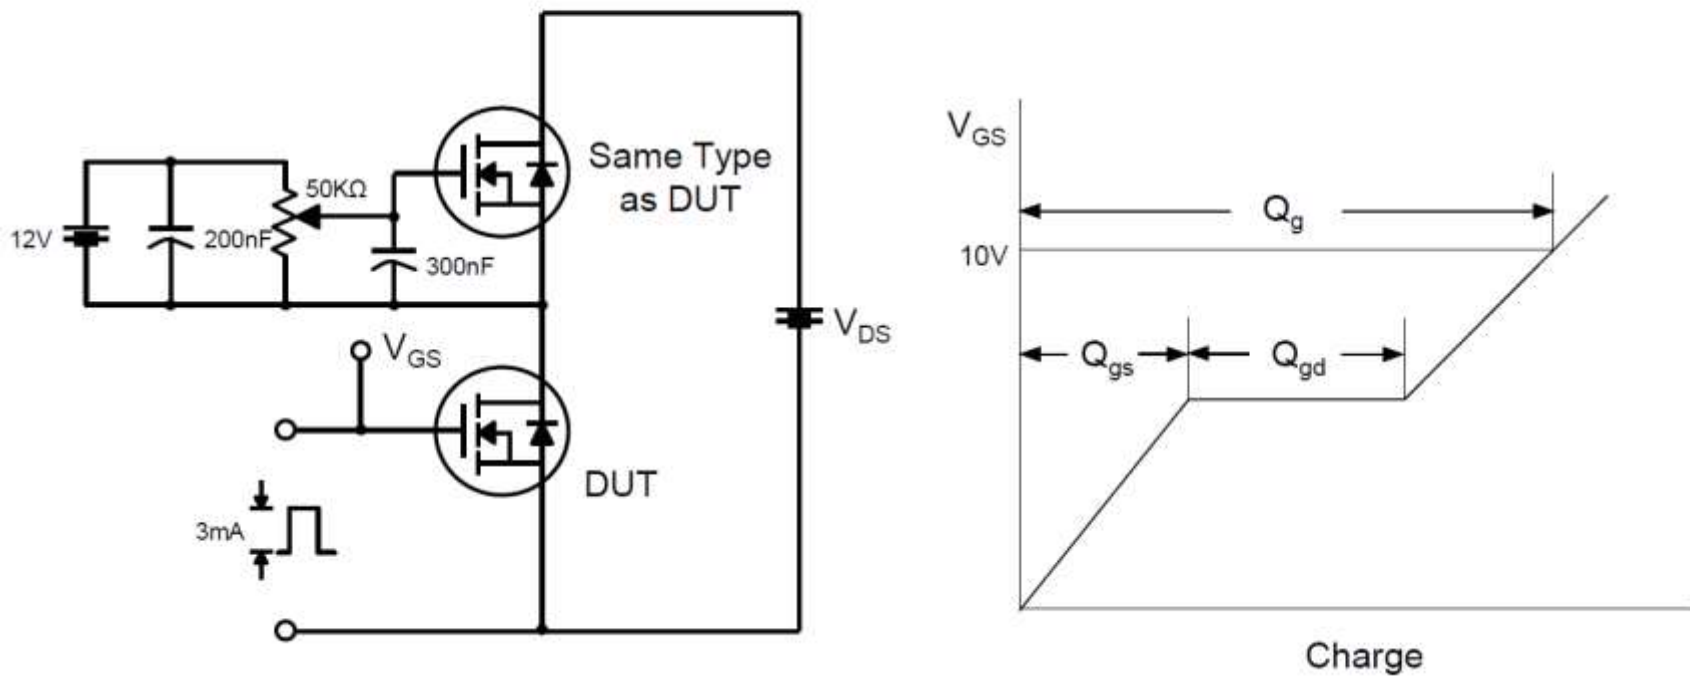 Same Type
as DUT
50KΩ
12V
200nF
300nF
VGS
VDS
DUT
3mA
VGS
Qg
10V
Qgs
Qgd
Charge